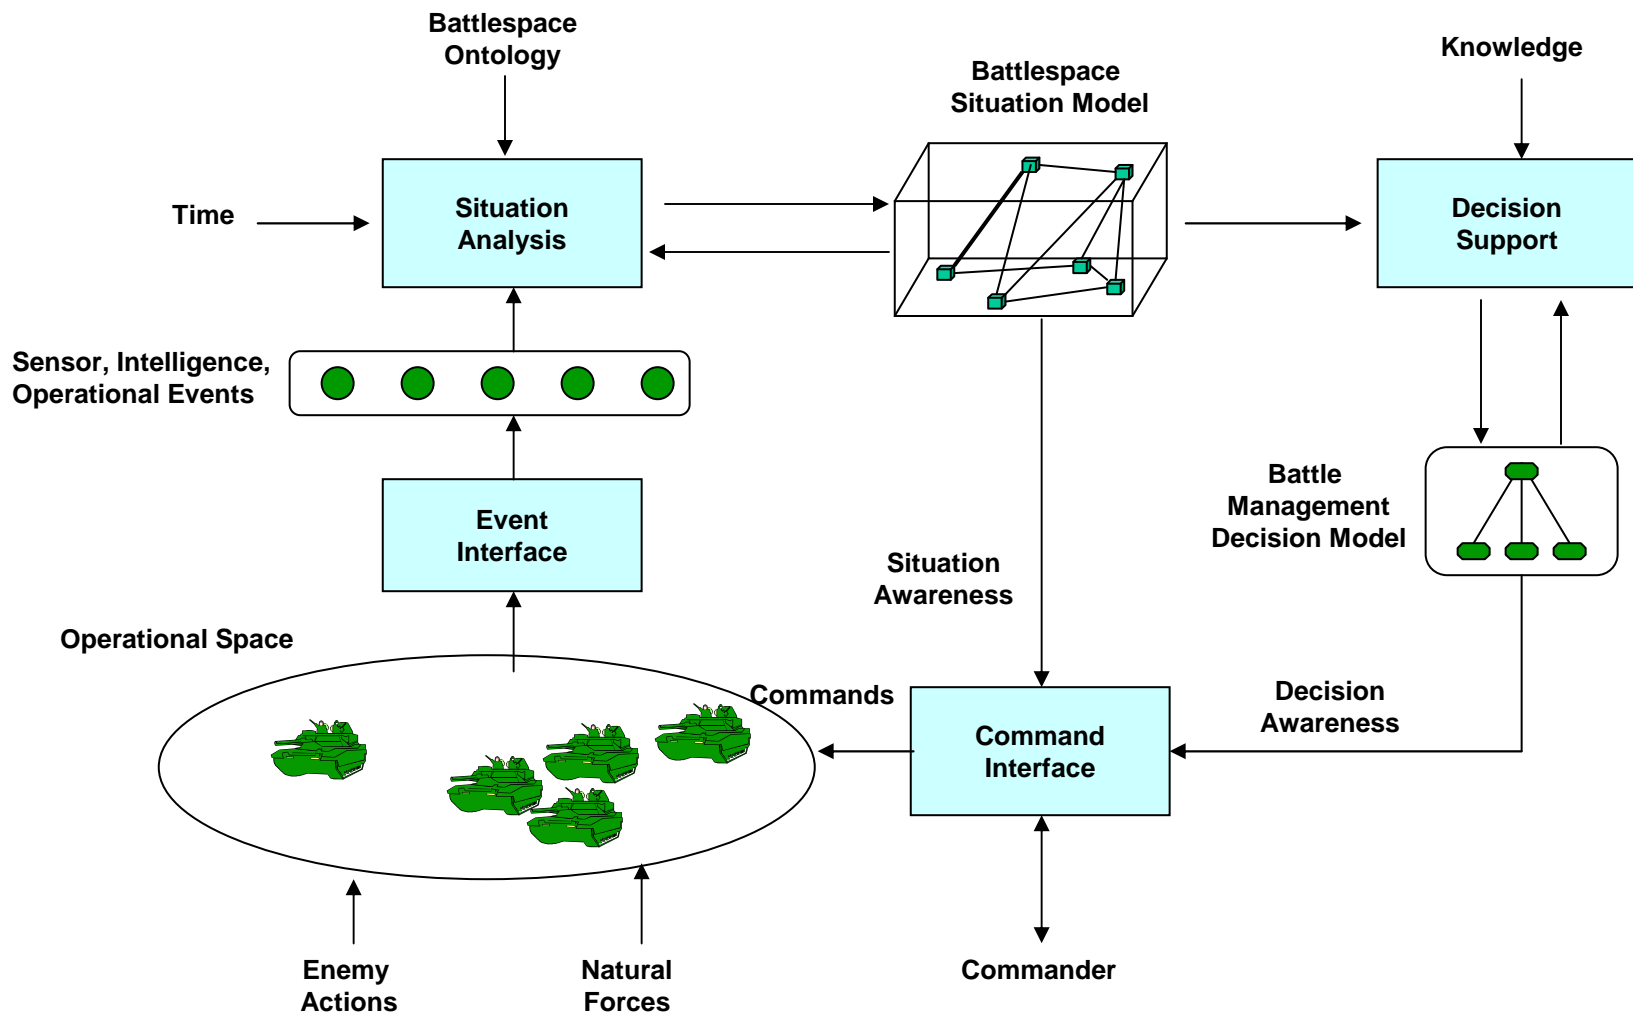 Battlespace
Ontology
Knowledge
Battlespace
Situation Model
Time
Situation
Analysis
Decision
Support
Sensor, Intelligence,
Operational Events
Battle
Management
Decision Model
Event
Interface
Situation
Awareness
Operational Space
Commands
Decision
Awareness
Command
Interface
Enemy
Actions
Natural
Forces
Commander